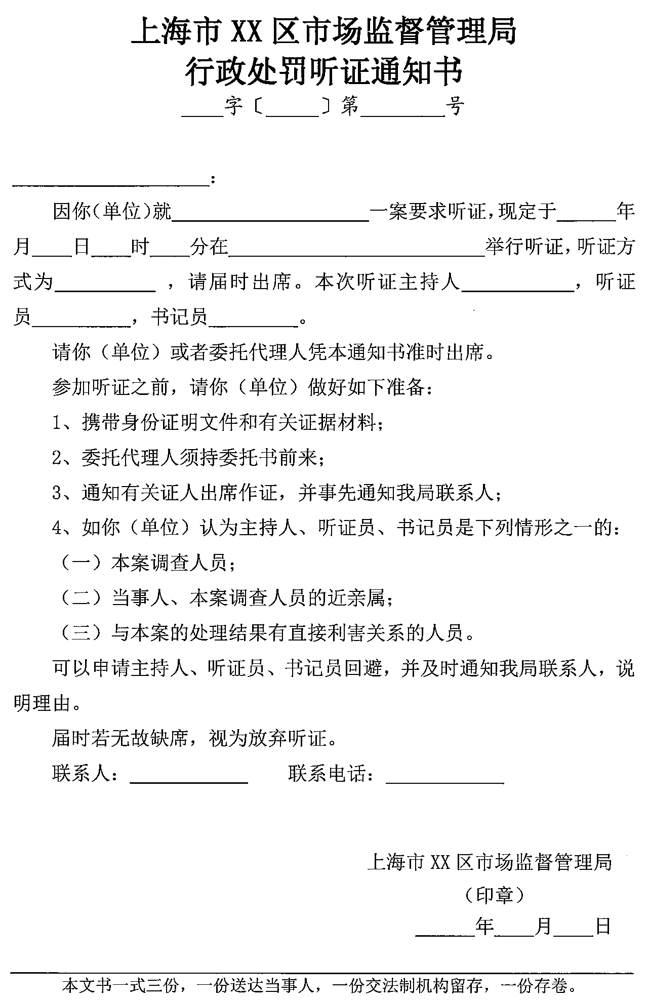 上海市 XX 区市场监督管理局
行政处罚听证通知书
____字〔_____〕第________号
____________________：
因你（单位）就____________________一案要求听证，现定于______年
月____日____时____分在__________________________举行听证，听证方
式为__________ ，请届时出席。本次听证主持人___________，听证
员__________，书记员_________。
请你（单位）或者委托代理人凭本通知书准时出席。
参加听证之前，请你（单位）做好如下准备：
1、携带身份证明文件和有关证据材料；
2、委托代理人须持委托书前来；
3、通知有关证人出席作证，并事先通知我局联系人；
4、如你（单位）认为主持人、听证员、书记员是下列情形之一的：
（一）本案调查人员；
（二）当事人、本案调查人员的近亲属；
（三）与本案的处理结果有直接利害关系的人员。
可以申请主持人、听证员、书记员回避，并及时通知我局联系人，说
明理由。
届时若无故缺席，视为放弃听证。
联系人：____________ 联系电话：____________
上海市 XX 区市场监督管理局
（印章）
______年____月____日
本文书一式三份，一份送达当事人，一份交法制机构留存，一份存卷。